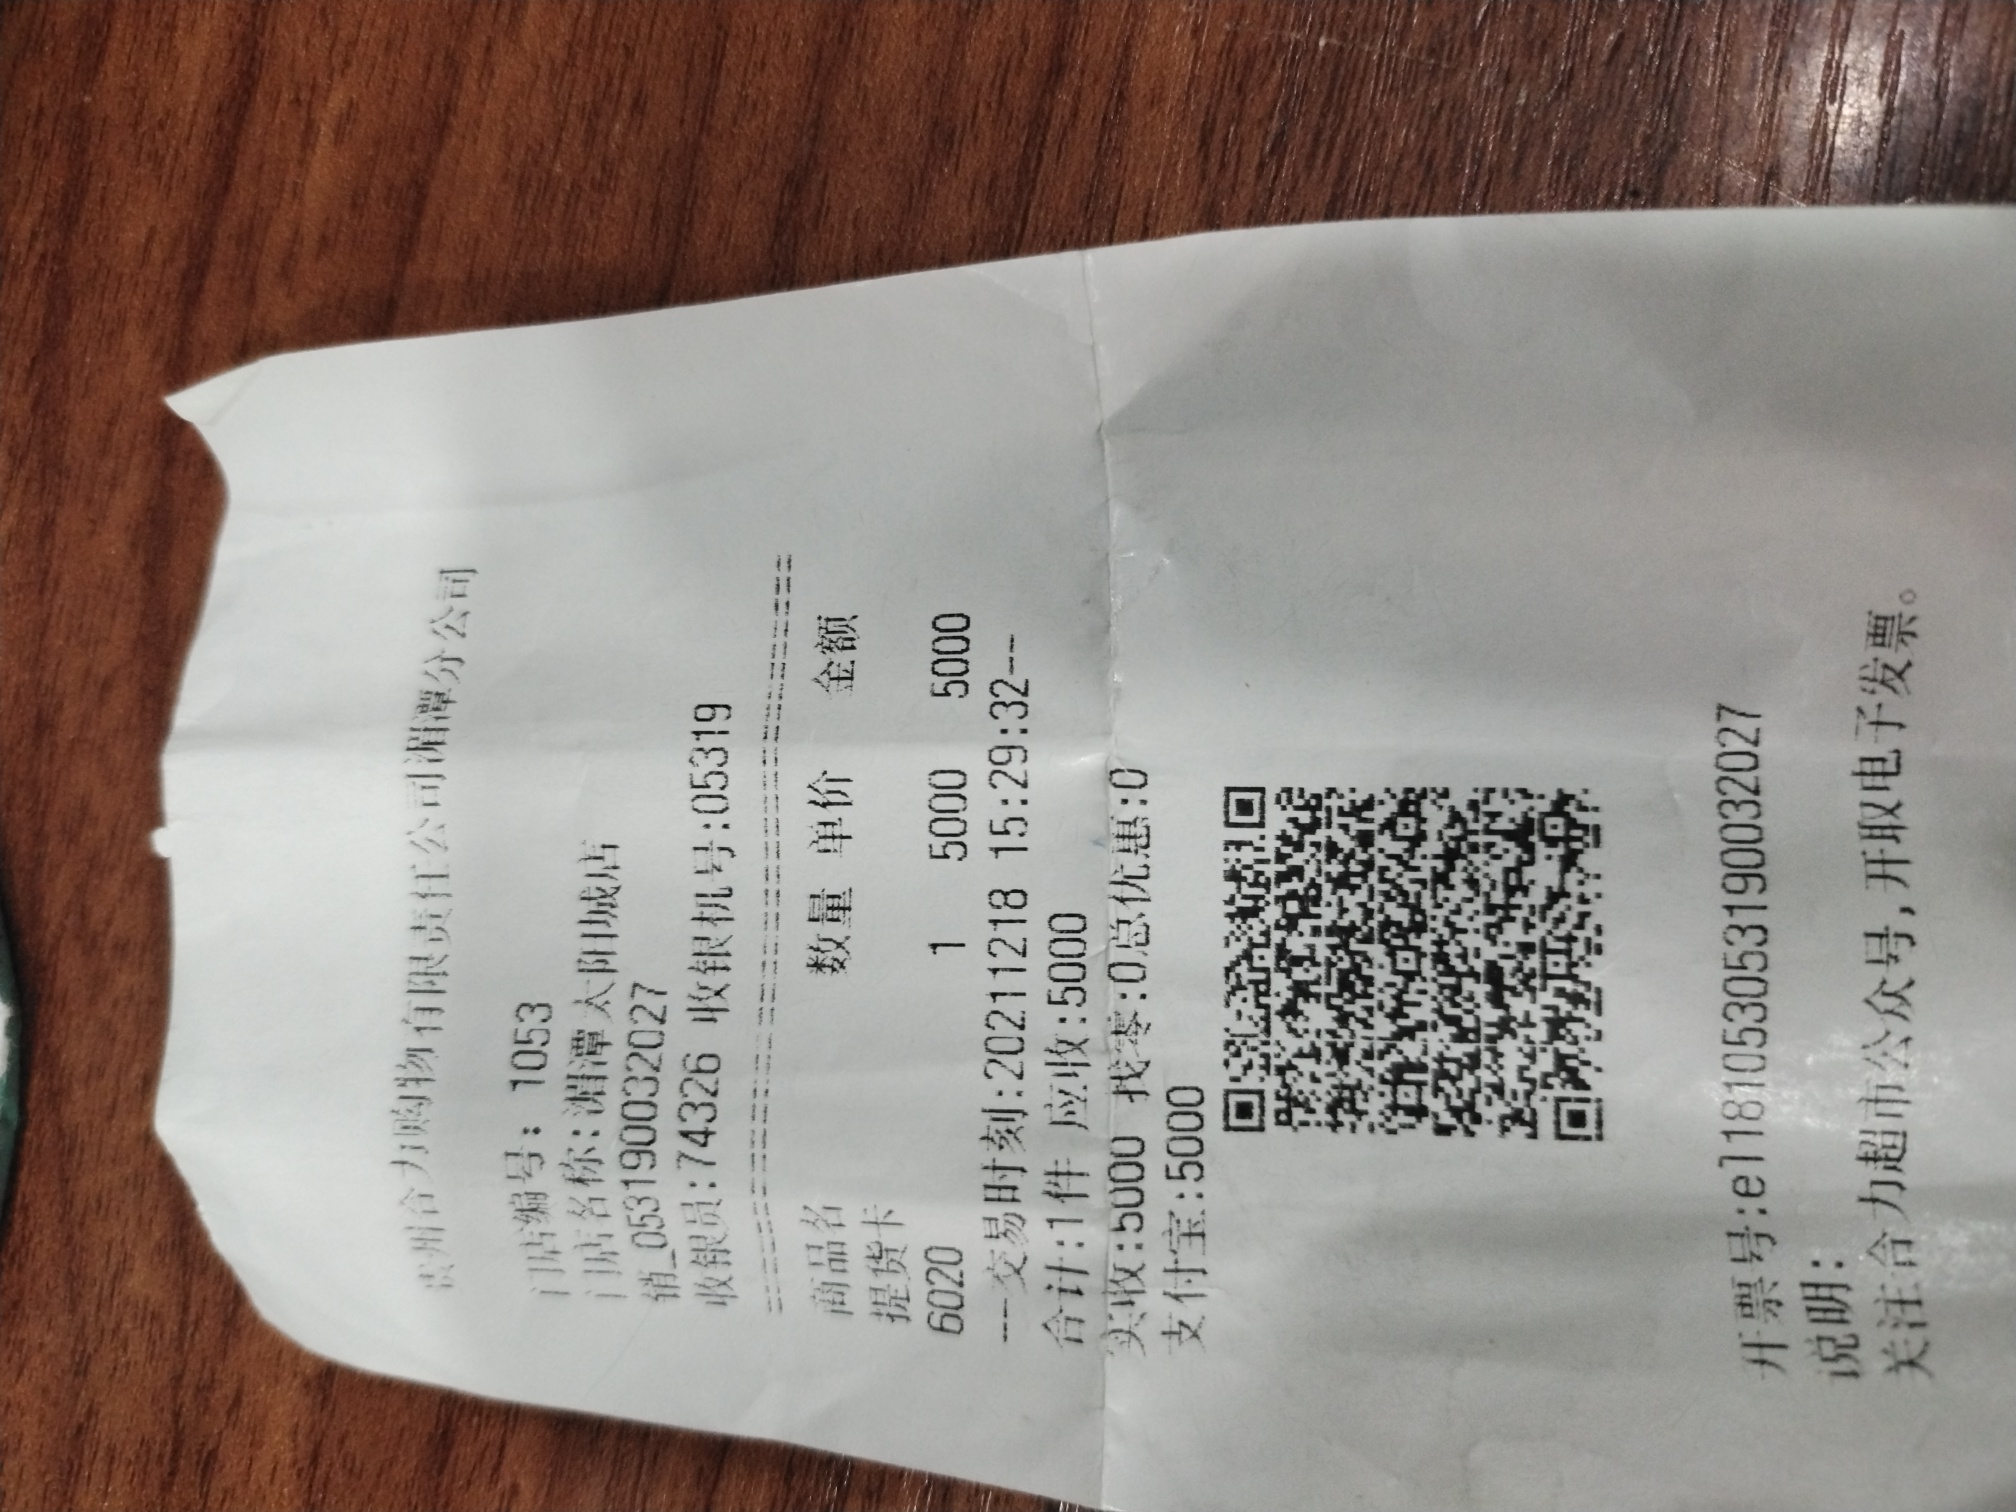 贵州合力购物有限责任公司湄潭分公司
门店编号: 1053
门店名称:湄潭太阳城店
销_0531900032027
收银员:74326 收银机号:05319
商品名 数量 单价 金额
提货卡
6020 1 5000 5000
---交易时刻:20211218 15:29:32--
合计:1件 应收:5000
实收:5000 找零:0总优惠:0
支付宝:5000
开票号:e1181053053190032027
说明:
关注合力超市公众号,开取电子发票。